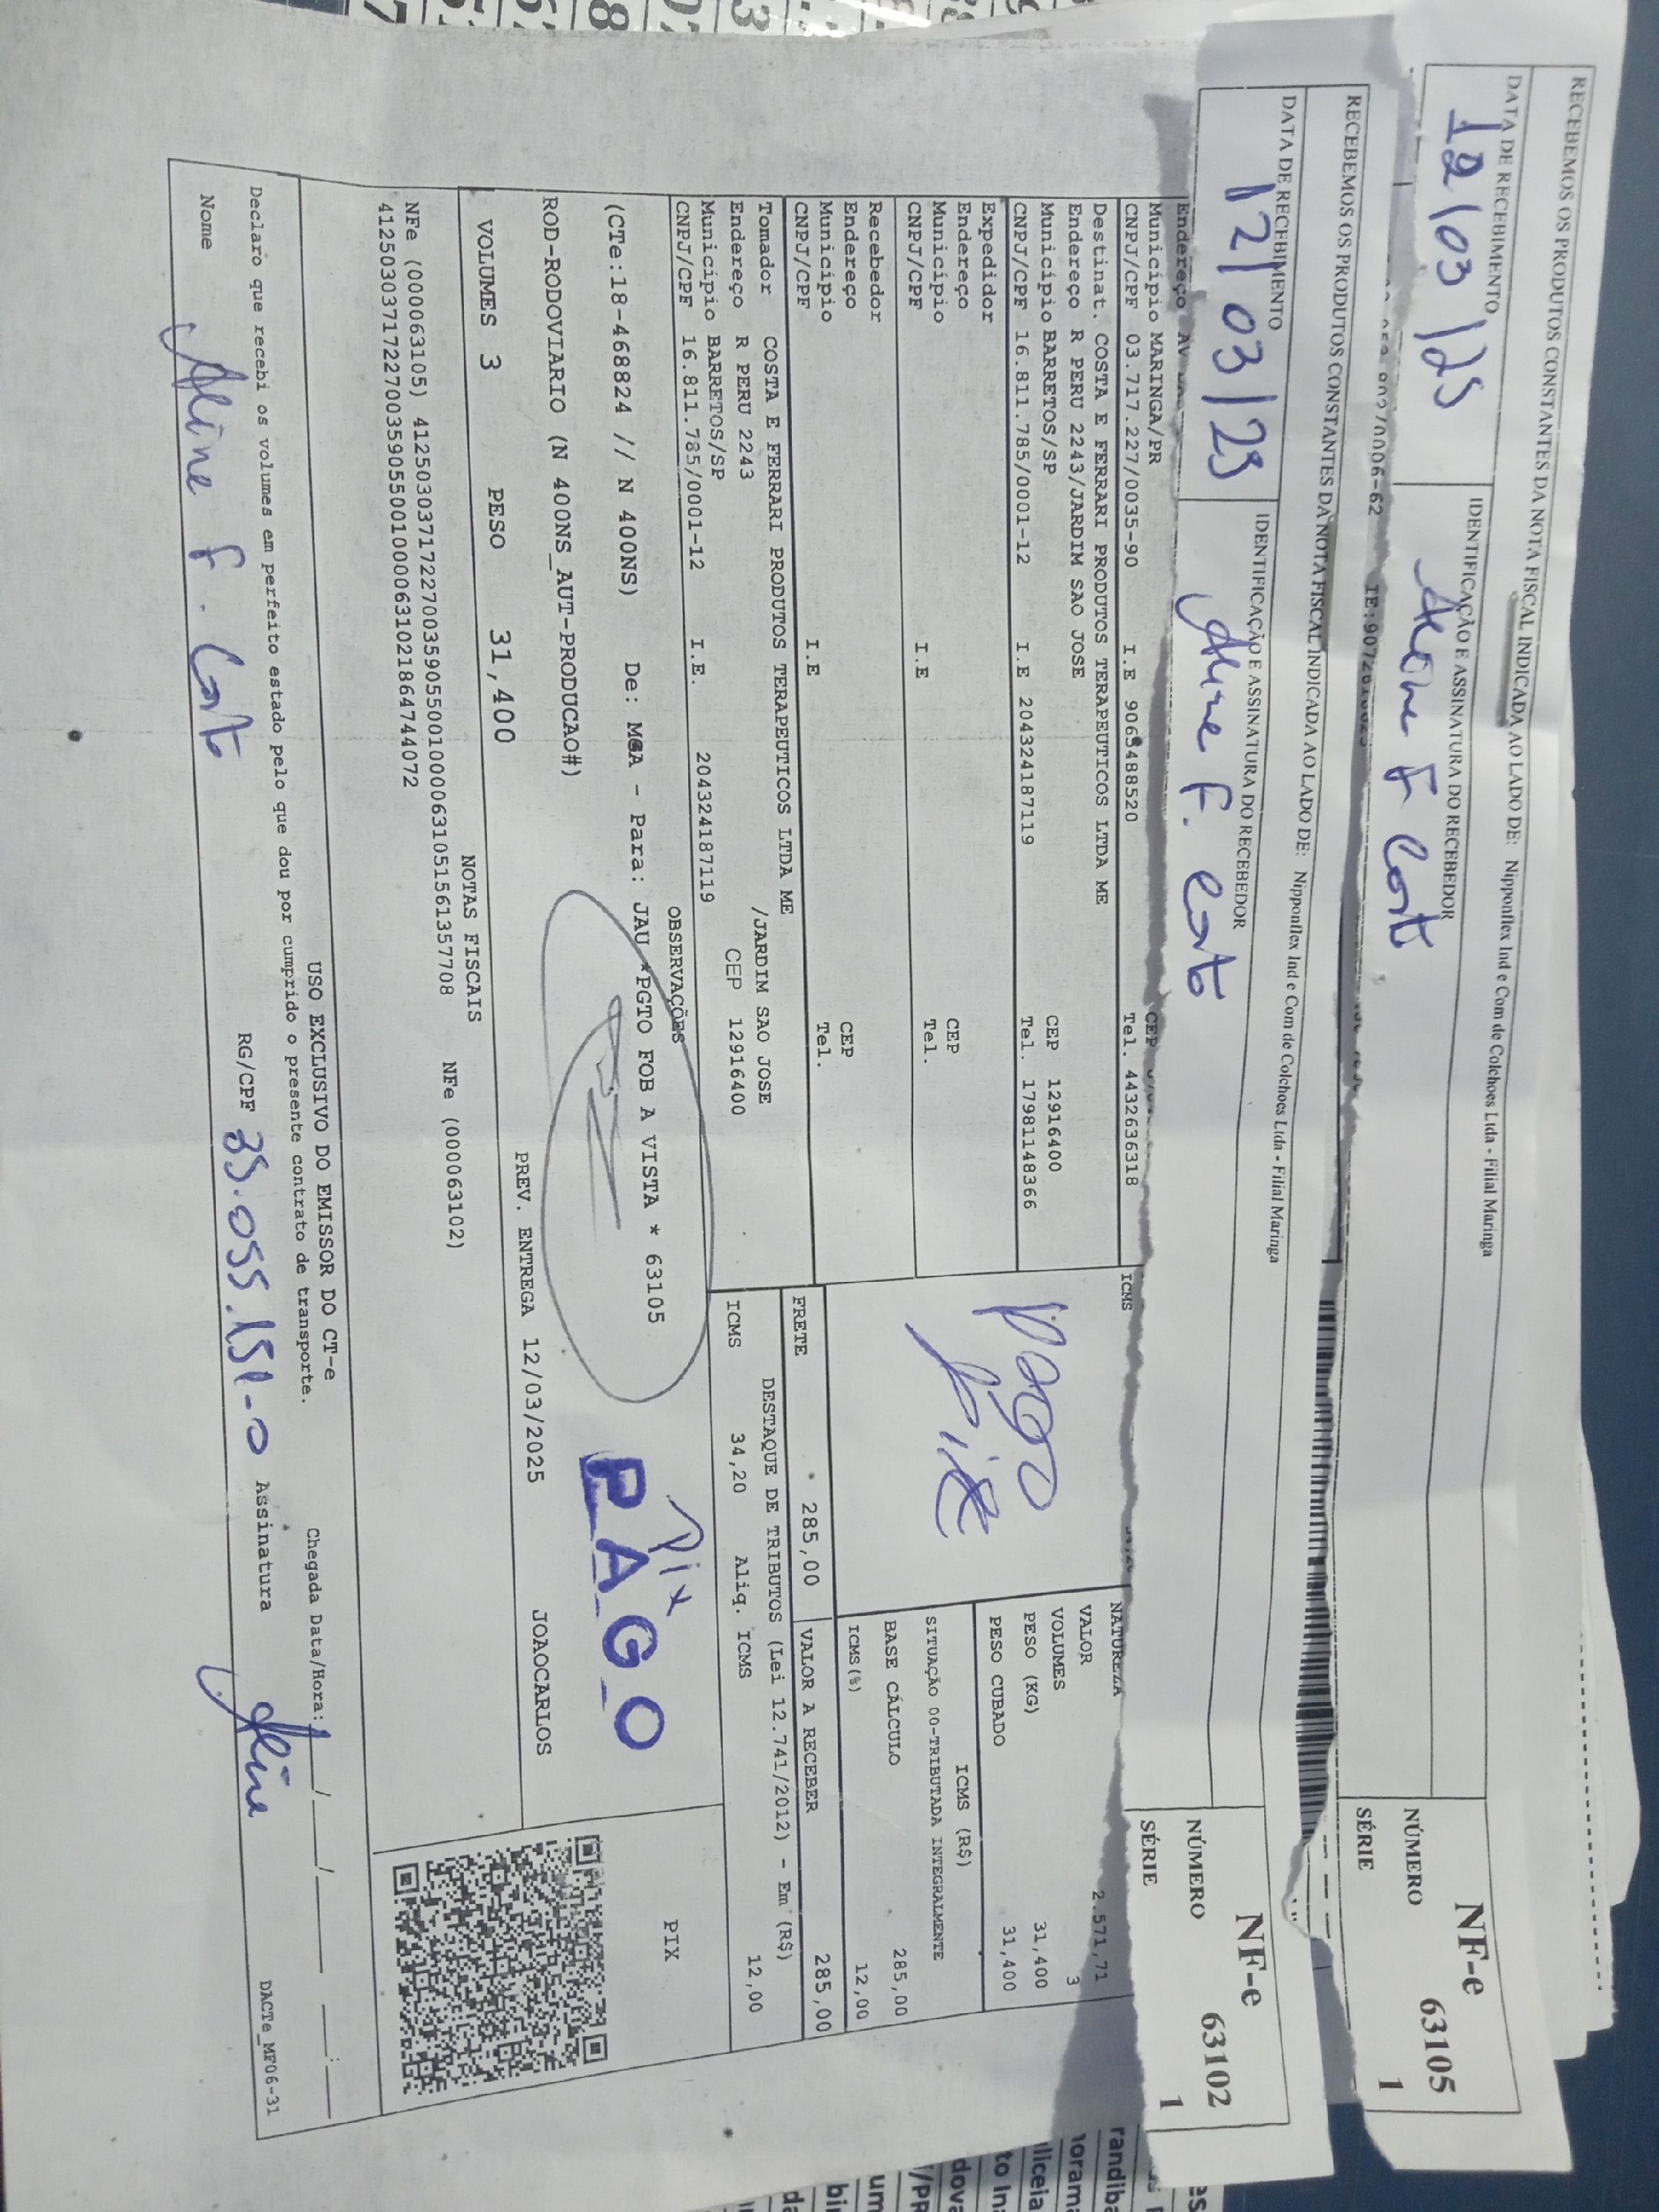 RECEBEMOS OS PRODUTOS CONSTANTES DA NOTA FISCAL INDICADA AO LADO DE: Nipponflex Ind e Com de Colchoes Ltda - Filial Maringa
DATA DE RECEBIMENTO
12/03/25
IDENTIFICAÇÃO E ASSINATURA DO RECEBEDOR
Aline F. Cost
NF-e
NÚMERO 63105
SÉRIE 1
RECEBEMOS OS PRODUTOS CONSTANTES DA NOTA FISCAL INDICADA AO LADO DE: Nipponflex Ind e Com de Colchoes Ltda - Filial Maringa
DATA DE RECEBIMENTO
12/03/25
IDENTIFICAÇÃO E ASSINATURA DO RECEBEDOR
Aline F. Cost
NF-e
NÚMERO 63102
SÉRIE 1
Endereço AV
Município MARINGA/PR CEP
CNPJ/CPF 03.717.227/0035-90 I.E 9065488520 Tel. 4432636318
Destinat. COSTA E FERRARI PRODUTOS TERAPEUTICOS LTDA ME
Endereço R PERU 2243/JARDIM SAO JOSE
Município BARRETOS/SP CEP 12916400
CNPJ/CPF 16.811.785/0001-12 I.E 204324187119 Tel. 17981148366
Expedidor
Endereço
Município CEP
CNPJ/CPF I.E Tel.
Recebedor
Endereço
Município CEP
CNPJ/CPF I.E Tel.
Tomador COSTA E FERRARI PRODUTOS TERAPEUTICOS LTDA ME
Endereço R PERU 2243 /JARDIM SAO JOSE
Município BARRETOS/SP CEP 12916400
CNPJ/CPF 16.811.785/0001-12 I.E. 204324187119
ICMS
Pago
Pix
NATUREZA
VALOR 2.571,71
VOLUMES 3
PESO (KG) 31,400
PESO CUBADO 31,400
ICMS (R$)
SITUAÇÃO 00-TRIBUTADA INTEGRALMENTE
BASE CÁLCULO 285,00
ICMS(%) 12,00
FRETE 285,00 VALOR A RECEBER 285,00
DESTAQUE DE TRIBUTOS (Lei 12.741/2012) - Em (R$)
ICMS 34,20 Aliq. ICMS 12,00
OBSERVAÇÕES
(CTe:18-468824 // N 400NS) De: MGA - Para: JAU *PGTO FOB A VISTA * 63105
ROD-RODOVIARIO (N 400NS_AUT-PRODUCAO#)
Pix
PAGO
PIX
VOLUMES 3 PESO 31,400 PREV. ENTREGA 12/03/2025 JOAOCARLOS
NOTAS FISCAIS
NFe (000063105) 41250303717227003590550010000631051561357708 NFe (000063102)
41250303717227003590550010000631021864744072
USO EXCLUSIVO DO EMISSOR DO CT-e
Declaro que recebi os volumes em perfeito estado pelo que dou por cumprido o presente contrato de transporte. Chegada Data/Hora: / / :
Nome Aline F. Cost RG/CPF 35.055.151-0 Assinatura Aline
DACTe_MF06-31